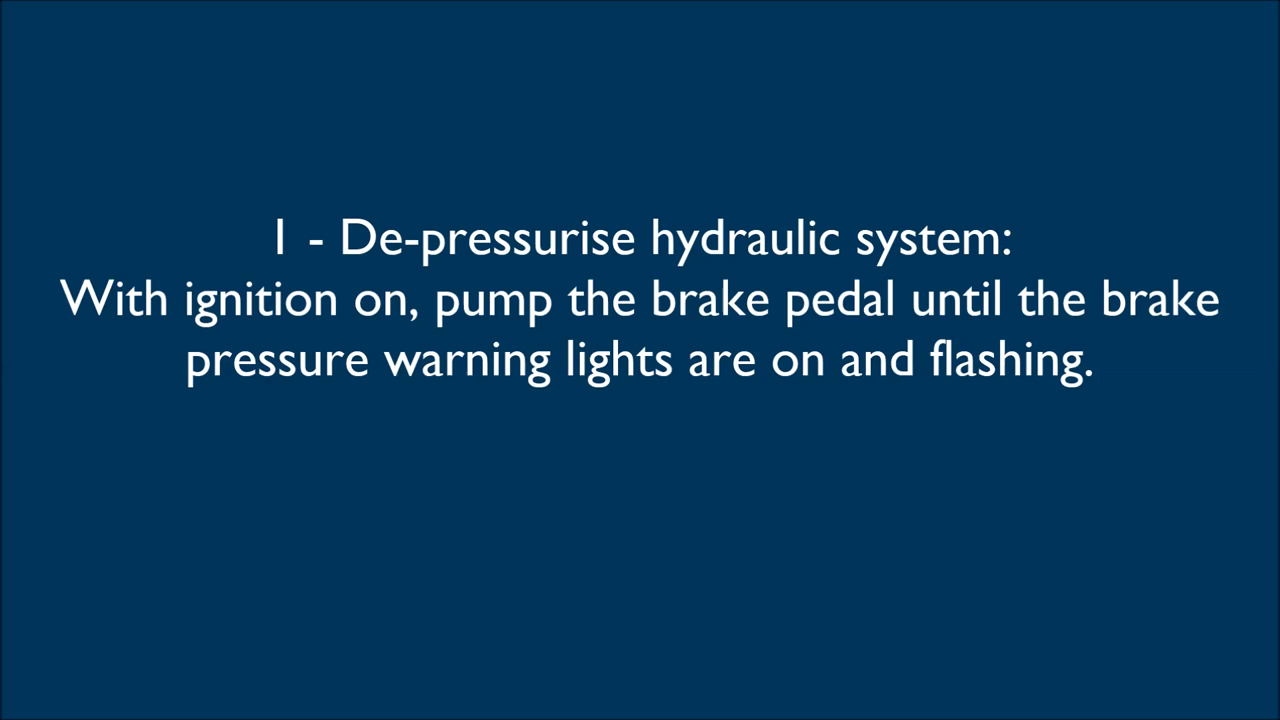 1 - De-pressurise hydraulic system:
With ignition on, pump the brake pedal until the brake
pressure warning lights are on and flashing.